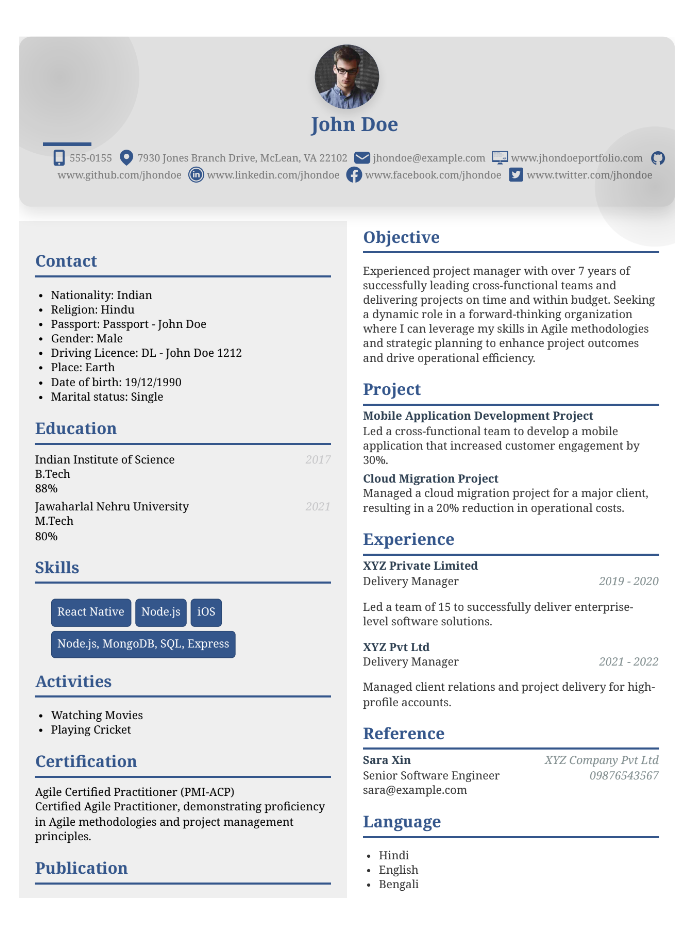 John Doe
555-0155 7930 Jones Branch Drive, McLean, VA 22102 jhondoe@example.com www.jhondoeportfolio.com
www.github.com/jhondoe www.linkedin.com/jhondoe www.facebook.com/jhondoe www.twitter.com/jhondoe
Contact
Nationality: Indian
Religion: Hindu
Passport: Passport - John Doe
Gender: Male
Driving Licence: DL - John Doe 1212
Place: Earth
Date of birth: 19/12/1990
Marital status: Single
Education
Indian Institute of Science 2017
B.Tech
88%
Jawaharlal Nehru University 2021
M.Tech
80%
Skills
React Native Node.js iOS
Node.js, MongoDB, SQL, Express
Activities
Watching Movies
Playing Cricket
Certification
Agile Certified Practitioner (PMI-ACP)
Certified Agile Practitioner, demonstrating proficiency
in Agile methodologies and project management
principles.
Publication
Objective
Experienced project manager with over 7 years of
successfully leading cross-functional teams and
delivering projects on time and within budget. Seeking
a dynamic role in a forward-thinking organization
where I can leverage my skills in Agile methodologies
and strategic planning to enhance project outcomes
and drive operational efficiency.
Project
Mobile Application Development Project
Led a cross-functional team to develop a mobile
application that increased customer engagement by
30%.
Cloud Migration Project
Managed a cloud migration project for a major client,
resulting in a 20% reduction in operational costs.
Experience
XYZ Private Limited
Delivery Manager 2019 - 2020
Led a team of 15 to successfully deliver enterprise-
level software solutions.
XYZ Pvt Ltd
Delivery Manager 2021 - 2022
Managed client relations and project delivery for high-
profile accounts.
Reference
Sara Xin XYZ Company Pvt Ltd
Senior Software Engineer 09876543567
sara@example.com
Language
Hindi
English
Bengali